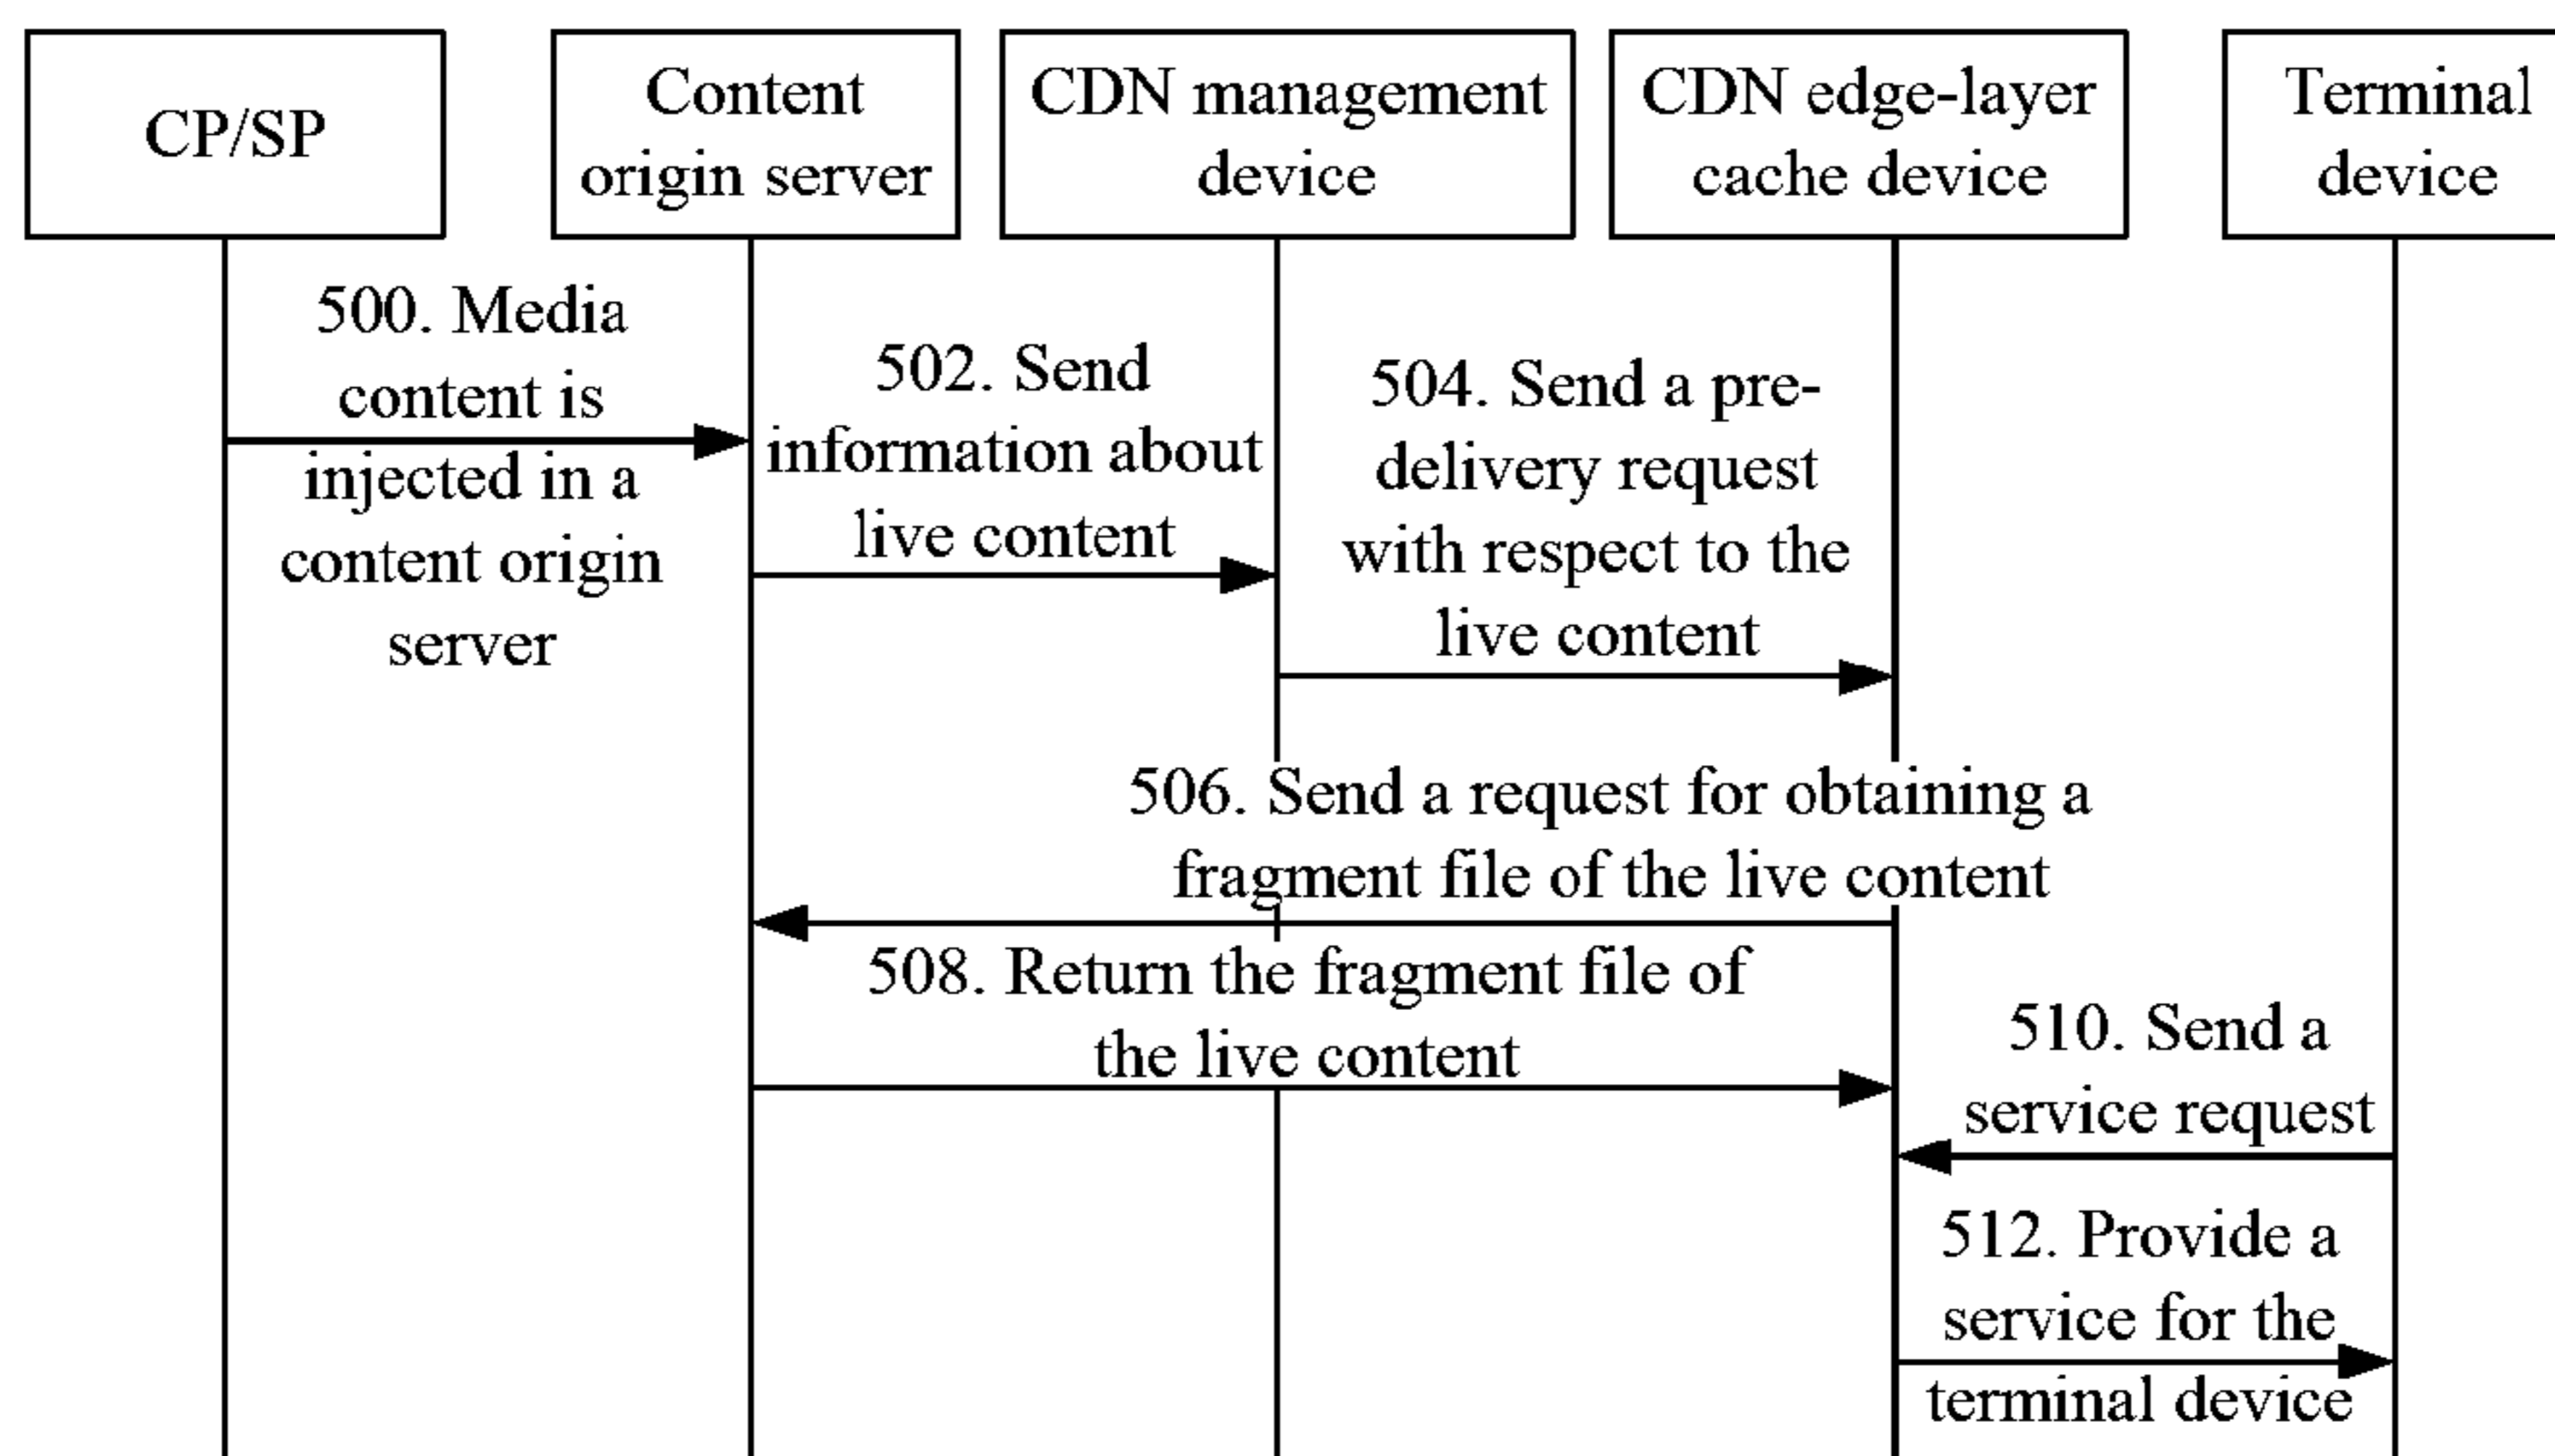 CP/SP
Content
origin server
CDN management
device
CDN edge-layer
cache device
Terminal
device
500. Media
content is
injected in a
content origin
server
502. Send
information about
live content
504. Send a pre-
delivery request
with respect to the
live content
506. Send a request for obtaining a
fragment file of the live content
508. Return the fragment file of
the live content
510. Send a
service request
512. Provide a
service for the
terminal device